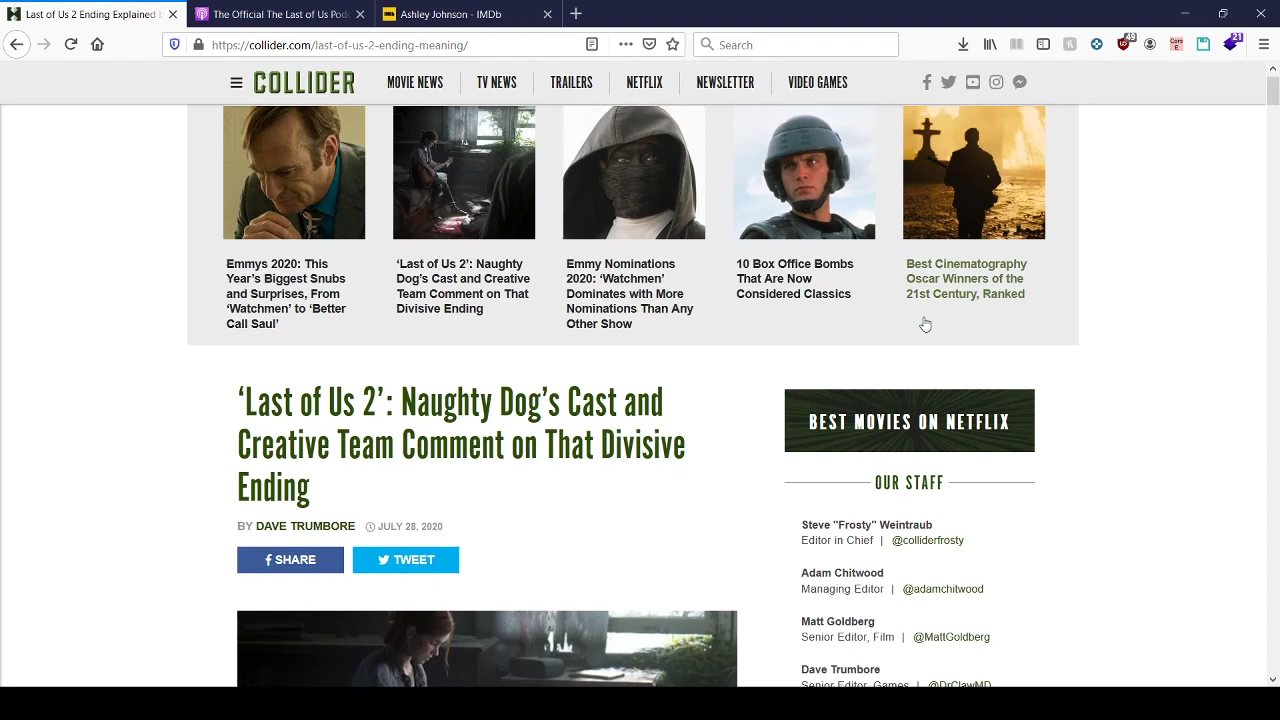 Last of Us 2 Ending Explained b
The Official The Last of Us Pod
Ashley Johnson - IMDb
https://collider.com/last-of-us-2-ending-meaning/
Search
49
21
COLLIDER
MOVIE NEWS
TV NEWS
TRAILERS
NETFLIX
NEWSLETTER
VIDEO GAMES
Emmys 2020: This
Year's Biggest Snubs
and Surprises, From
'Watchmen' to 'Better
Call Saul'
'Last of Us 2': Naughty
Dog's Cast and Creative
Team Comment on That
Divisive Ending
Emmy Nominations
2020: 'Watchmen'
Dominates with More
Nominations Than Any
Other Show
10 Box Office Bombs
That Are Now
Considered Classics
Best Cinematography
Oscar Winners of the
21st Century, Ranked
'Last of Us 2': Naughty Dog's Cast and
Creative Team Comment on That Divisive
Ending
BY DAVE TRUMBORE JULY 28, 2020
SHARE
TWEET
BEST MOVIES ON NETFLIX
OUR STAFF
Steve "Frosty" Weintraub
Editor in Chief | @colliderfrosty
Adam Chitwood
Managing Editor | @adamchitwood
Matt Goldberg
Senior Editor, Film | @MattGoldberg
Dave Trumbore
Senior Editor, Games | @DrClawMD